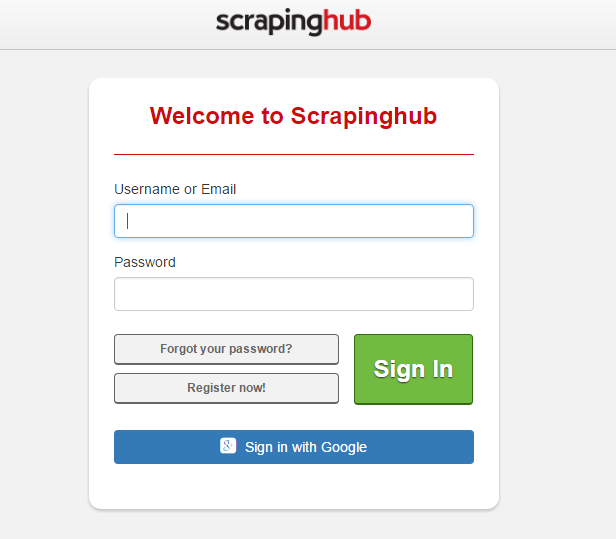 scrapinghub
Welcome to Scrapinghub
Username or Email
Password
Forgot your password?
Register now!
Sign In
g Sign in with Google